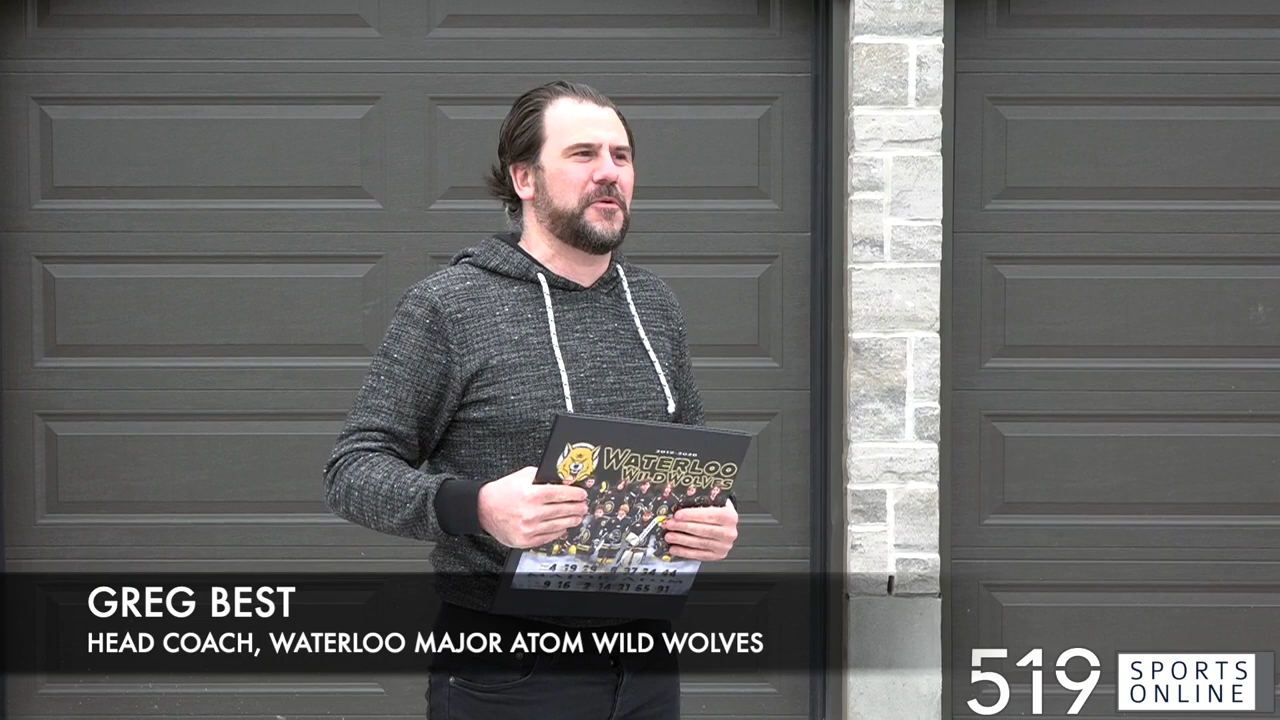 2019-2020
WATERLOO
WILD WOLVES
GREG BEST
HEAD COACH, WATERLOO MAJOR ATOM WILD WOLVES
519 SPORTS
ONLINE